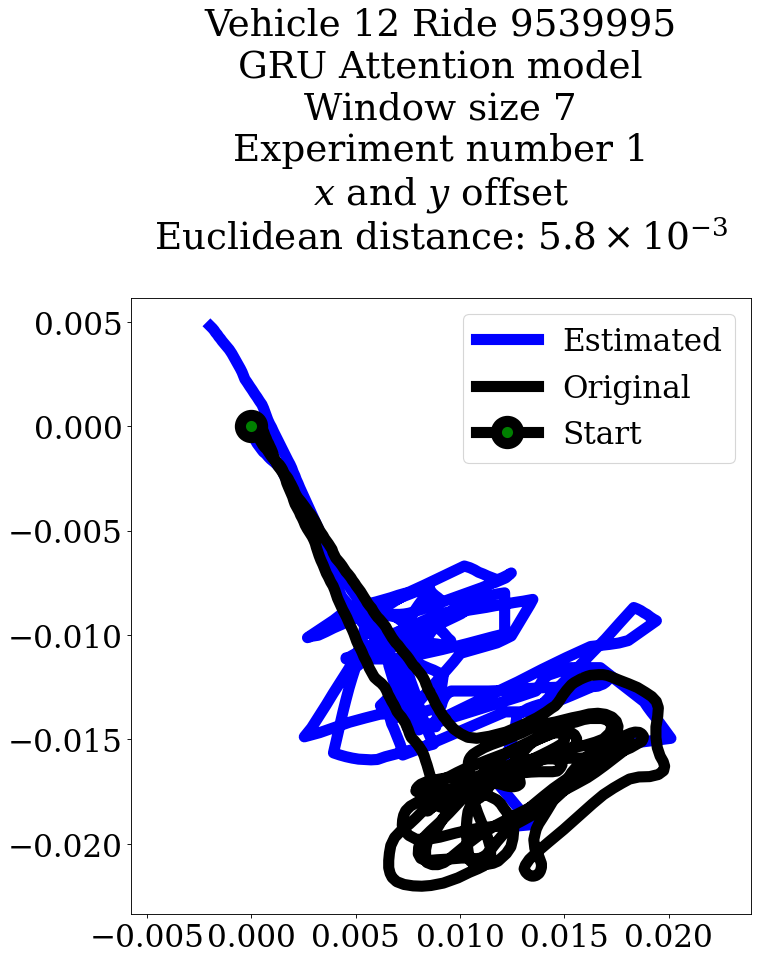 Vehicle 12 Ride 9539995
GRU Attention model
Window size 7
Experiment number 1
x and y offset
Euclidean distance: 5.8 × 10⁻³
Estimated
Original
Start
0.005
0.000
−0.005
−0.010
−0.015
−0.020
−0.005 0.000 0.005 0.010 0.015 0.020